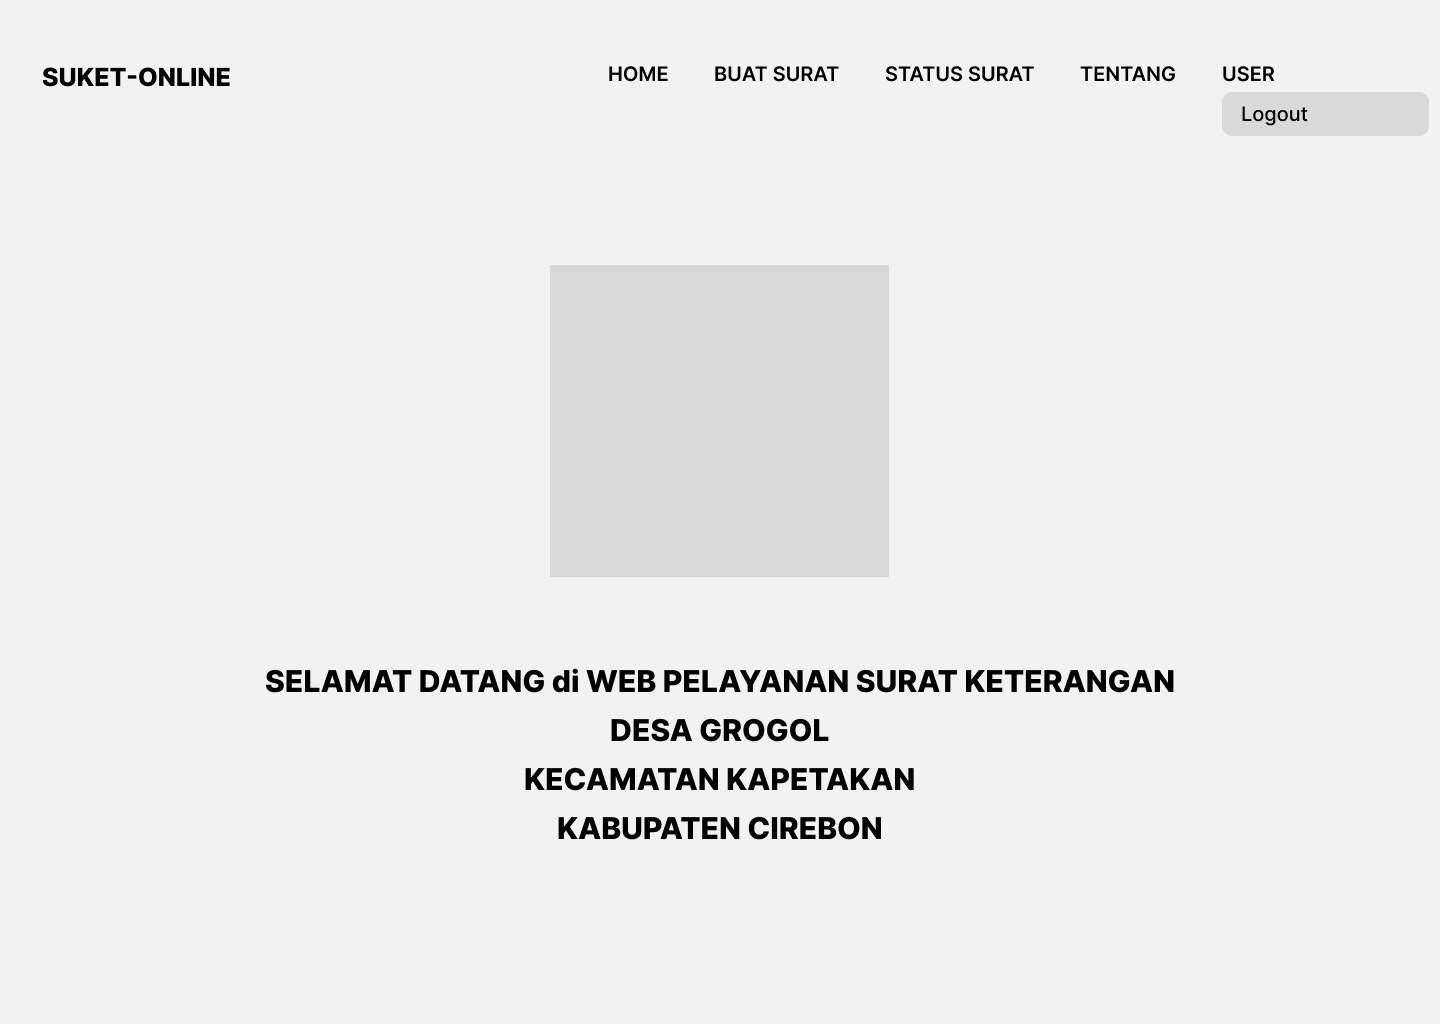 SUKET-ONLINE
HOME BUAT SURAT STATUS SURAT TENTANG USER
Logout
SELAMAT DATANG di WEB PELAYANAN SURAT KETERANGAN
DESA GROGOL
KECAMATAN KAPETAKAN
KABUPATEN CIREBON